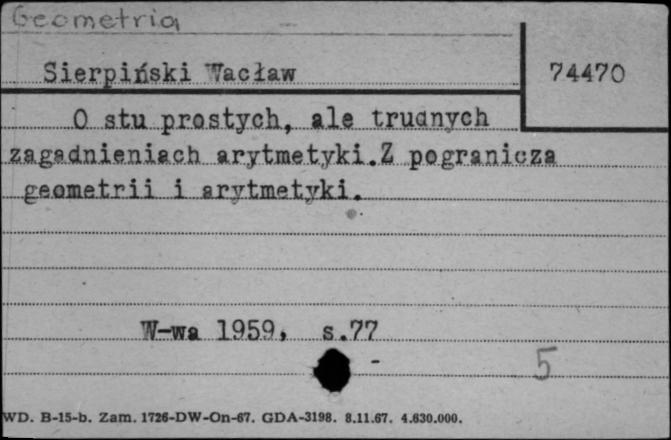 Geometria
Sierpiński Wacław 74470
O stu prostych, ale trudnych
zagadnieniach arytmetyki.Z pogranicza
geometrii i arytmetyki.
W-wa 1959, s.77
5
WD. B-15-b. Zam. 1726-DW-On-67. GDA-3198. 8.11.67. 4.630.000.